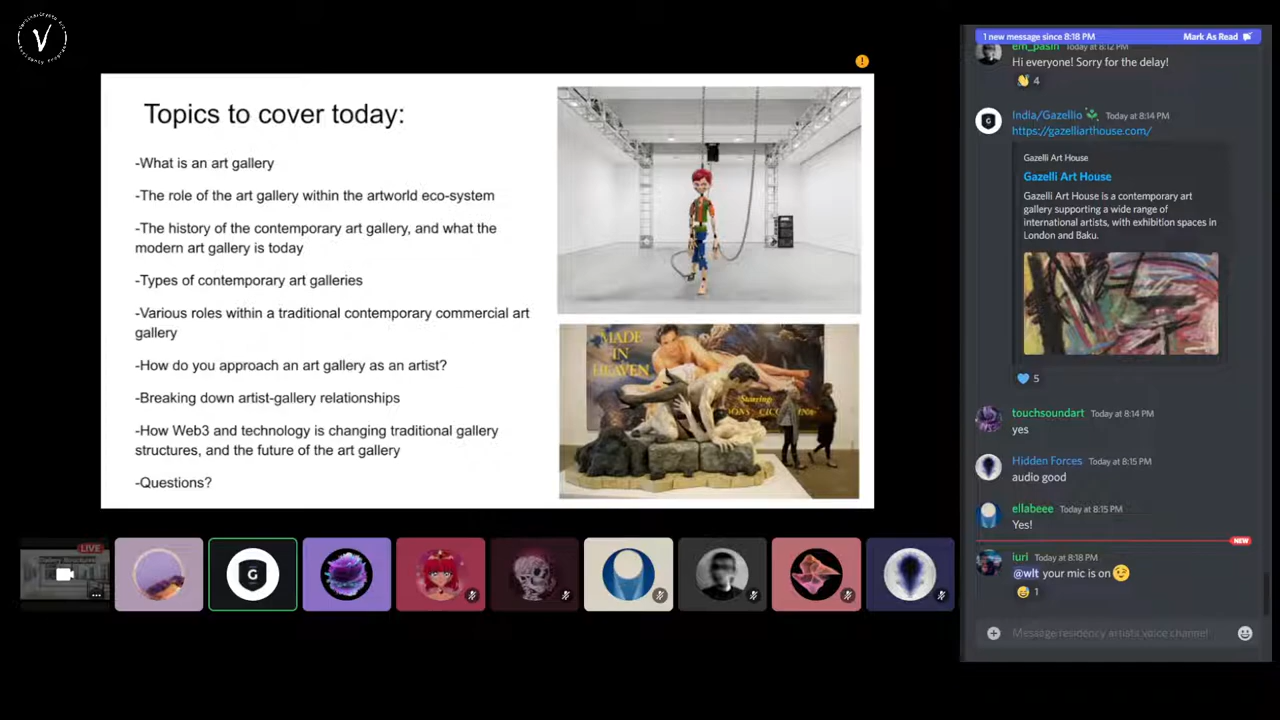 V
Topics to cover today:
-What is an art gallery
-The role of the art gallery within the artworld eco-system
-The history of the contemporary art gallery, and what the
modern art gallery is today
-Types of contemporary art galleries
-Various roles within a traditional contemporary commercial art
gallery
-How do you approach an art gallery as an artist?
-Breaking down artist-gallery relationships
-How Web3 and technology is changing traditional gallery
structures, and the future of the art gallery
-Questions?
MADE
IN
HEAVEN
Starring
LIVE
G
1 new message since 8:18 PM Mark As Read
em_pasin Today at 8:12 PM
Hi everyone! Sorry for the delay!
4
India/Gazellio Today at 8:14 PM
https://gazelliarthouse.com/
Gazelli Art House
Gazelli Art House
Gazelli Art House is a contemporary art
gallery supporting a wide range of
international artists, with exhibition spaces in
London and Baku.
5
touchsoundart Today at 8:14 PM
yes
Hidden Forces Today at 8:15 PM
audio good
ellabeee Today at 8:15 PM
Yes!
NEW
iuri Today at 8:18 PM
@wlt your mic is on
1
Message residency artists voice channel